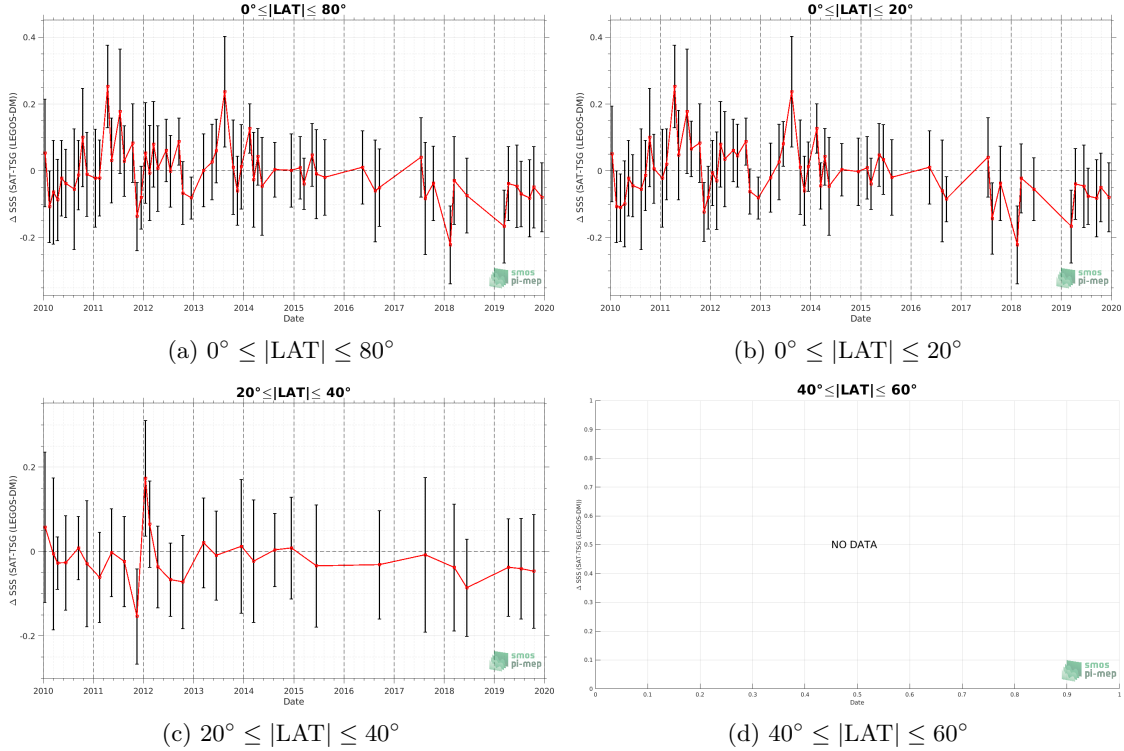 0°≤|LAT|≤ 80°
Δ SSS (SAT-TSG (LEGOS-DM))
0.4
0.2
0
-0.2
2010 2011 2012 2013 2014 2015 2016 2017 2018 2019 2020
Date
smos
pi-mep
(a) 0° ≤ |LAT| ≤ 80°
0°≤|LAT|≤ 20°
Δ SSS (SAT-TSG (LEGOS-DM))
0.4
0.2
0
-0.2
2010 2011 2012 2013 2014 2015 2016 2017 2018 2019 2020
Date
smos
pi-mep
(b) 0° ≤ |LAT| ≤ 20°
20°≤|LAT|≤ 40°
Δ SSS (SAT-TSG (LEGOS-DM))
0.2
0
-0.2
2010 2011 2012 2013 2014 2015 2016 2017 2018 2019 2020
Date
smos
pi-mep
(c) 20° ≤ |LAT| ≤ 40°
40°≤|LAT|≤ 60°
Δ SSS (SAT-TSG (LEGOS-DM))
1
0.9
0.8
0.7
0.6
0.5
0.4
0.3
0.2
0.1
0
NO DATA
0 0.1 0.2 0.3 0.4 0.5 0.6 0.7 0.8 0.9 1
Date
smos
pi-mep
(d) 40° ≤ |LAT| ≤ 60°